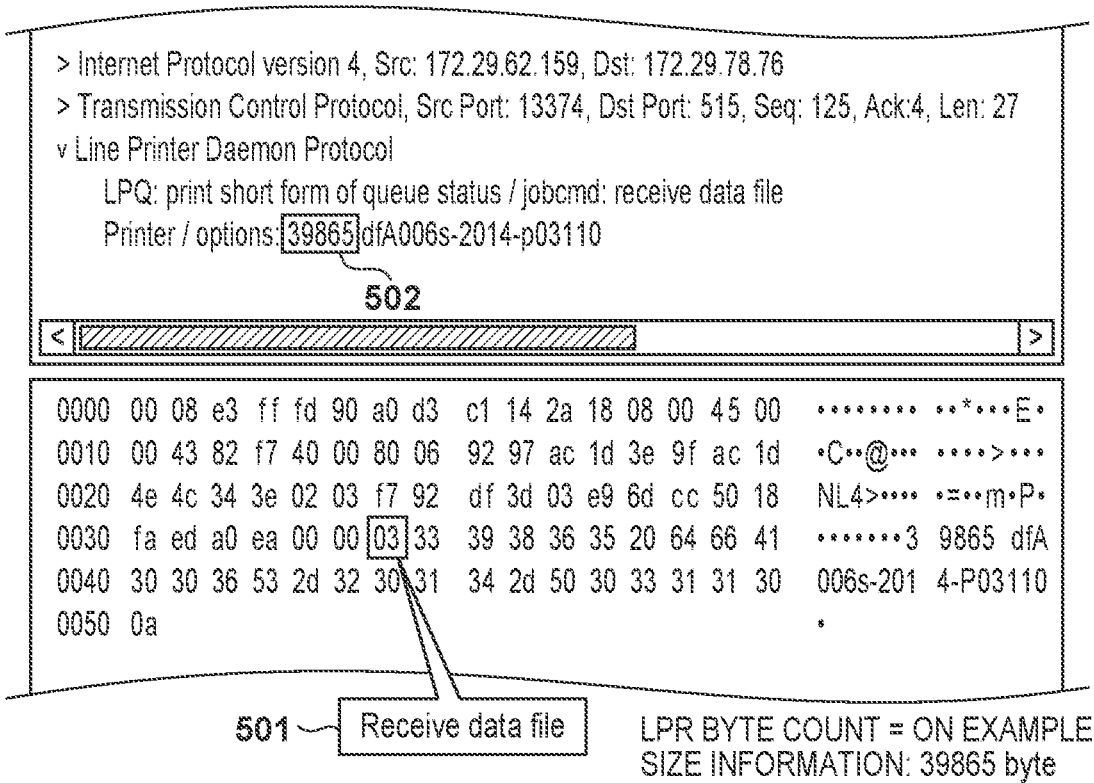 > Internet Protocol version 4, Src: 172.29.62.159, Dst: 172.29.78.76
> Transmission Control Protocol, Src Port: 13374, Dst Port: 515, Seq: 125, Ack:4, Len: 27
v Line Printer Daemon Protocol
LPQ: print short form of queue status / jobcmd: receive data file
Printer / options: 39865 dfA006s-2014-p03110
502
< >
0000 00 08 e3 ff fd 90 a0 d3 c1 14 2a 18 08 00 45 00 •••••••• ••*•••E•
0010 00 43 82 f7 40 00 80 06 92 97 ac 1d 3e 9f ac 1d •C••@••• ••••>•••
0020 4e 4c 34 3e 02 03 f7 92 df 3d 03 e9 6d cc 50 18 NL4>•••• •=••m•P•
0030 fa ed a0 ea 00 00 03 33 39 38 36 35 20 64 66 41 •••••••3 9865 dfA
0040 30 30 36 53 2d 32 30 31 34 2d 50 30 33 31 31 30 006s-201 4-P03110
0050 0a •
501 Receive data file
LPR BYTE COUNT = ON EXAMPLE
SIZE INFORMATION: 39865 byte